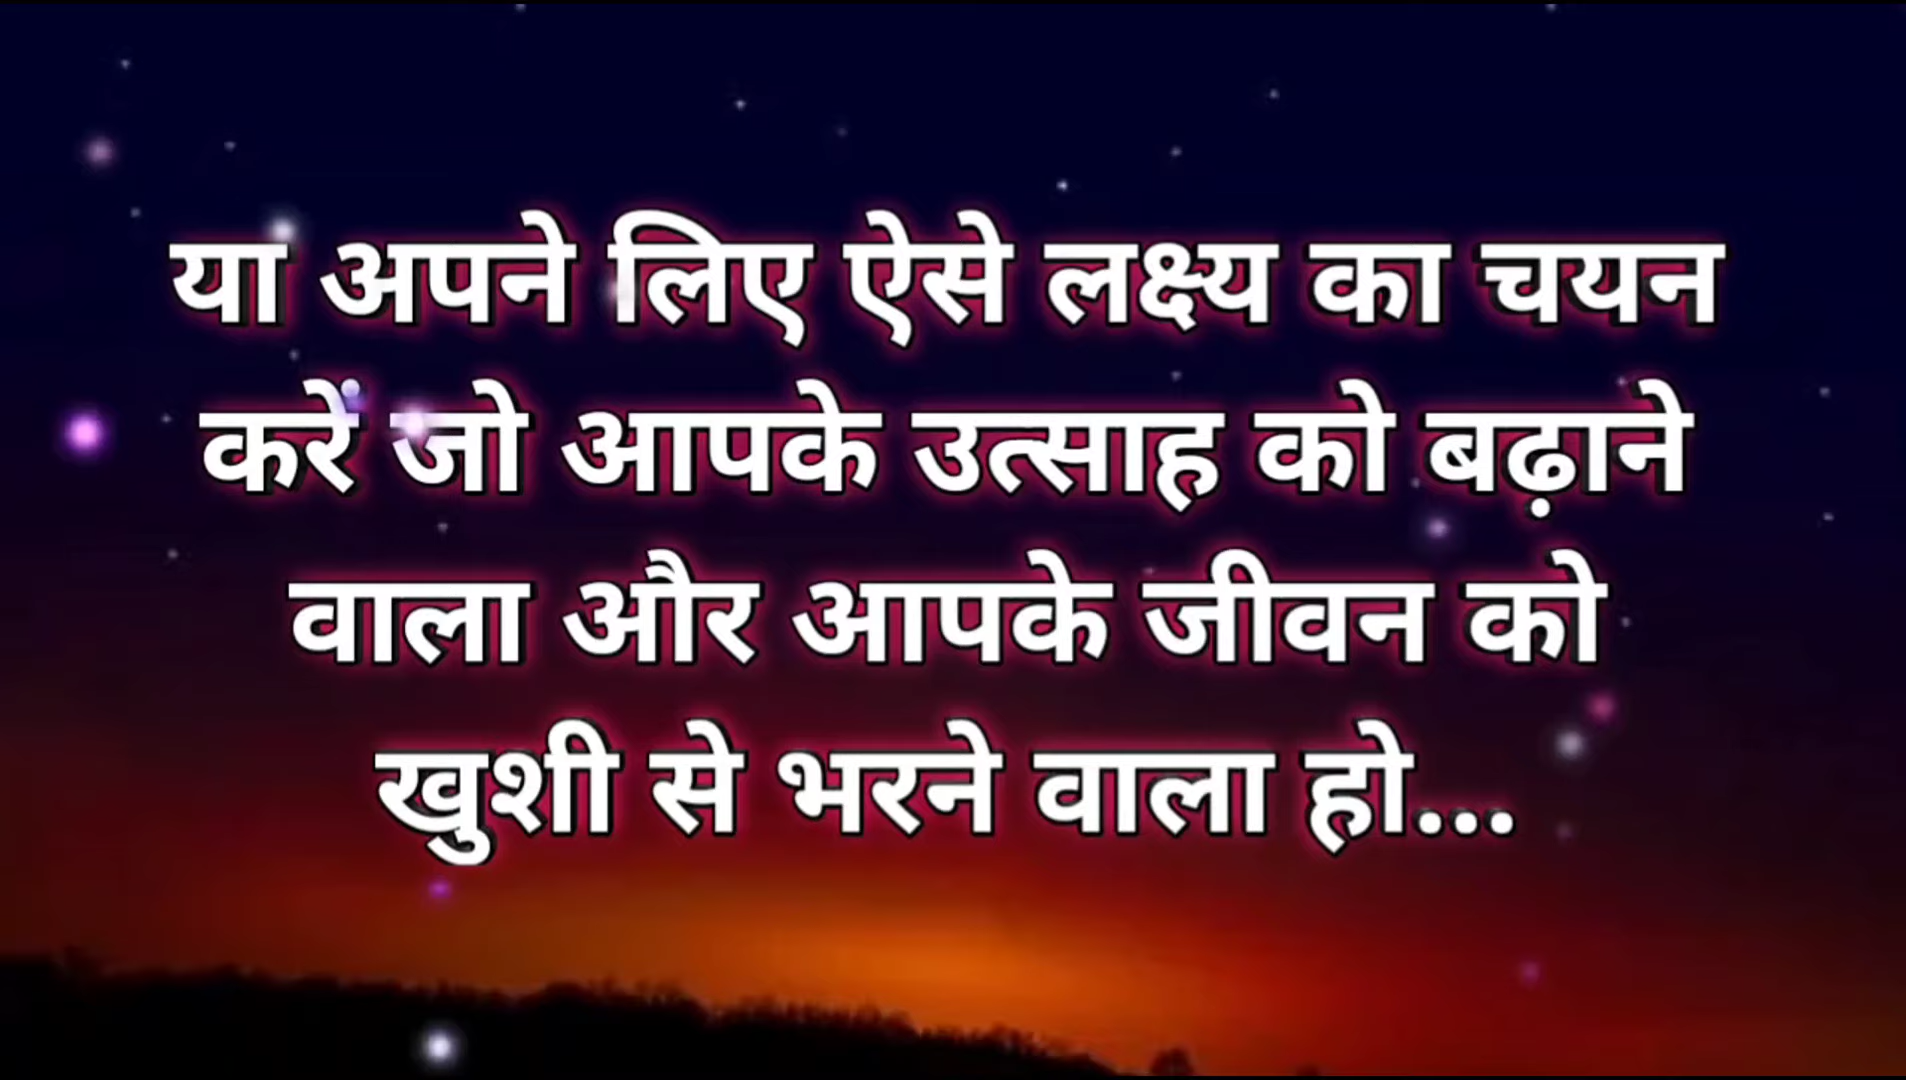 या अपने लिए ऐसे लक्ष्य का चयन
करें जो आपके उत्साह को बढ़ाने
वाला और आपके जीवन को
खुशी से भरने वाला हो...